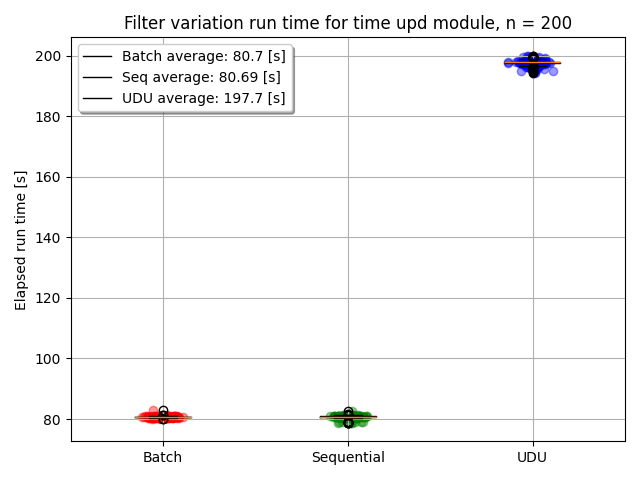 Filter variation run time for time upd module, n = 200
Batch average: 80.7 [s]
Seq average: 80.69 [s]
UDU average: 197.7 [s]
Elapsed run time [s]
200
180
160
140
120
100
80
Batch
Sequential
UDU